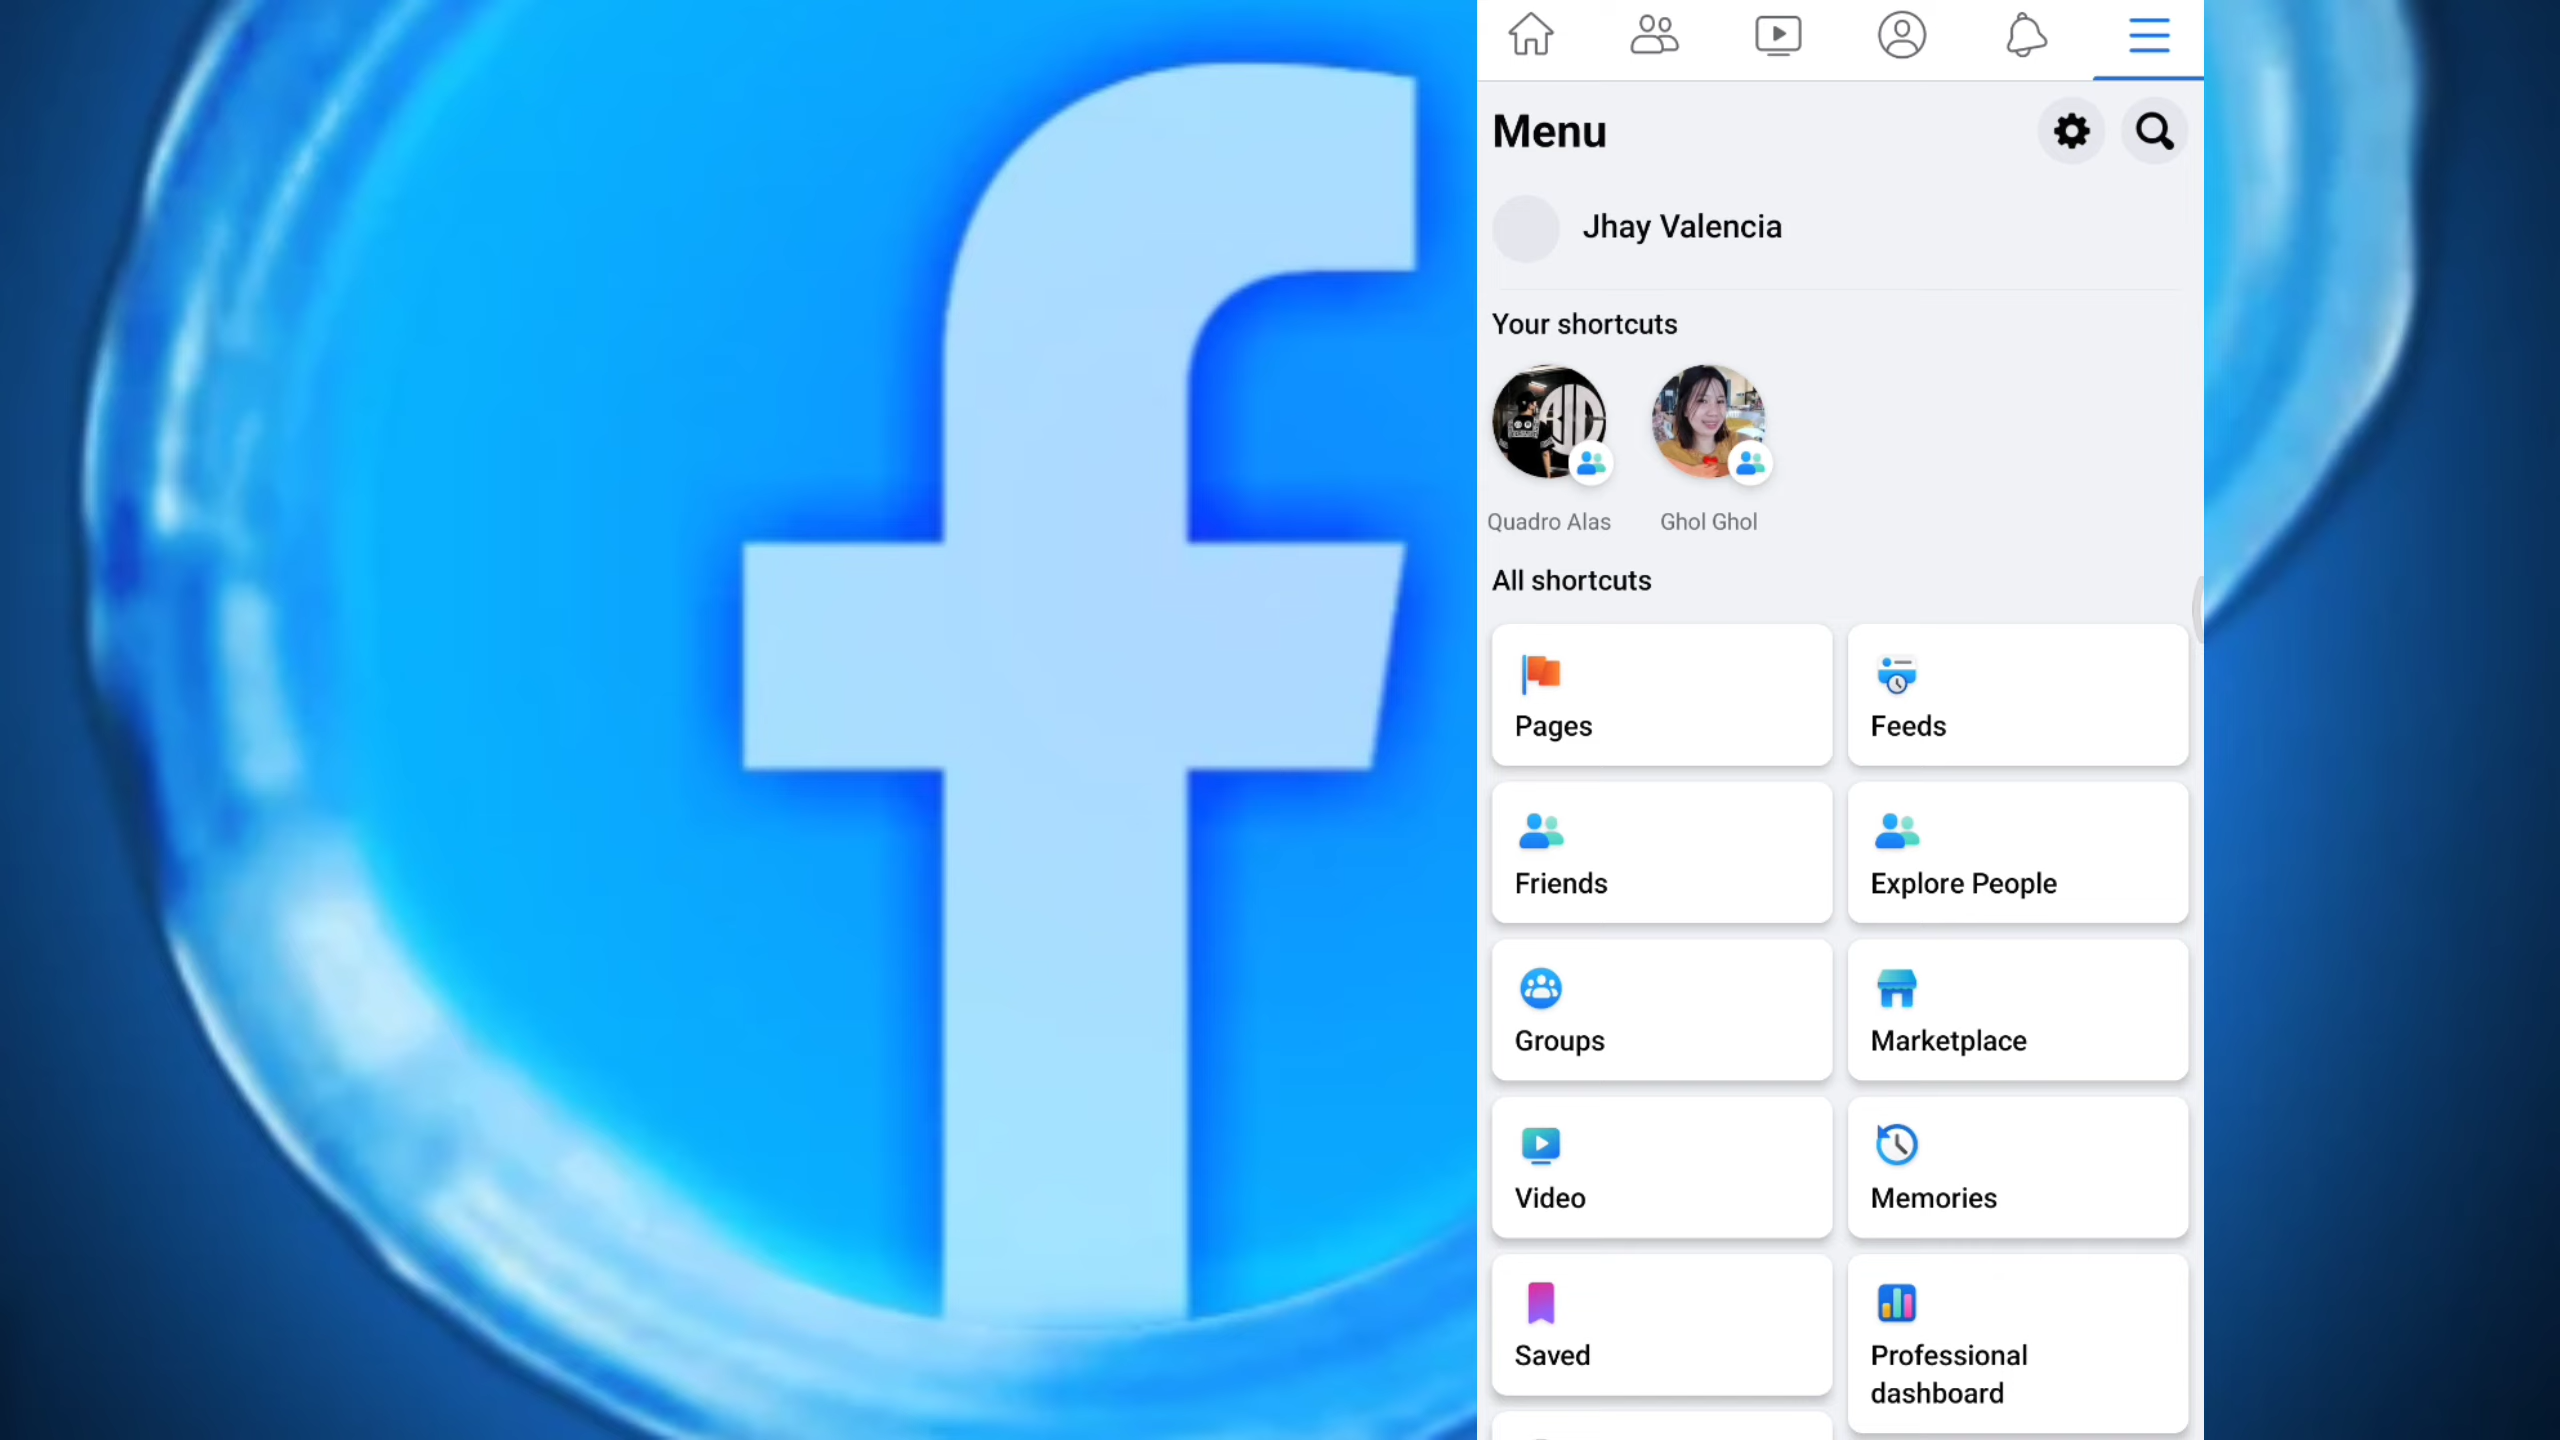 Menu
Jhay Valencia
Your shortcuts
Quadro Alas
Ghol Ghol
All shortcuts
Pages
Feeds
Friends
Explore People
Groups
Marketplace
Video
Memories
Saved
Professional
dashboard